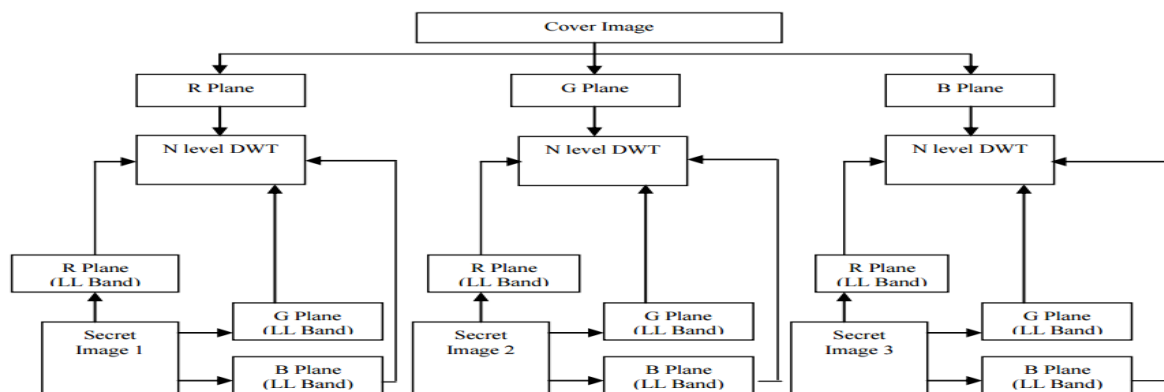 Cover Image
R Plane
G Plane
B Plane
N level DWT
N level DWT
N level DWT
R Plane
(LL Band)
R Plane
(LL Band)
R Plane
(LL Band)
G Plane
(LL Band)
G Plane
(LL Band)
G Plane
(LL Band)
Secret
Image 1
Secret
Image 2
Secret
Image 3
B Plane
(LL Band)
B Plane
(LL Band)
B Plane
(LL Band)